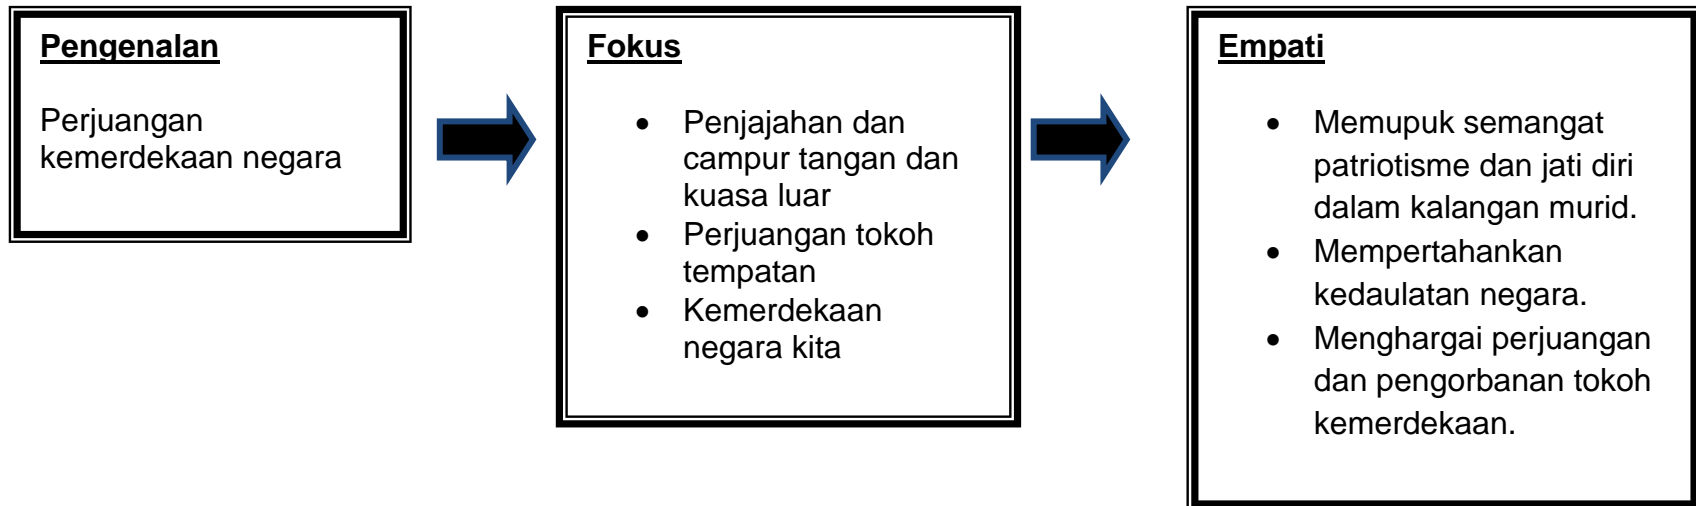 Pengenalan
Perjuangan
kemerdekaan negara
Fokus
• Penjajahan dan
campur tangan dan
kuasa luar
• Perjuangan tokoh
tempatan
• Kemerdekaan
negara kita
Empati
• Memupuk semangat
patriotisme dan jati diri
dalam kalangan murid.
• Mempertahankan
kedaulatan negara.
• Menghargai perjuangan
dan pengorbanan tokoh
kemerdekaan.